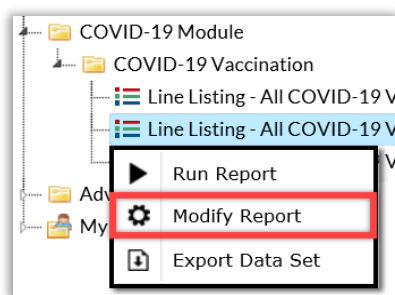 COVID-19 Module
COVID-19 Vaccination
Line Listing - All COVID-19 V
Line Listing - All COVID-19 V
V
Run Report
Adv
Modify Report
My
Export Data Set